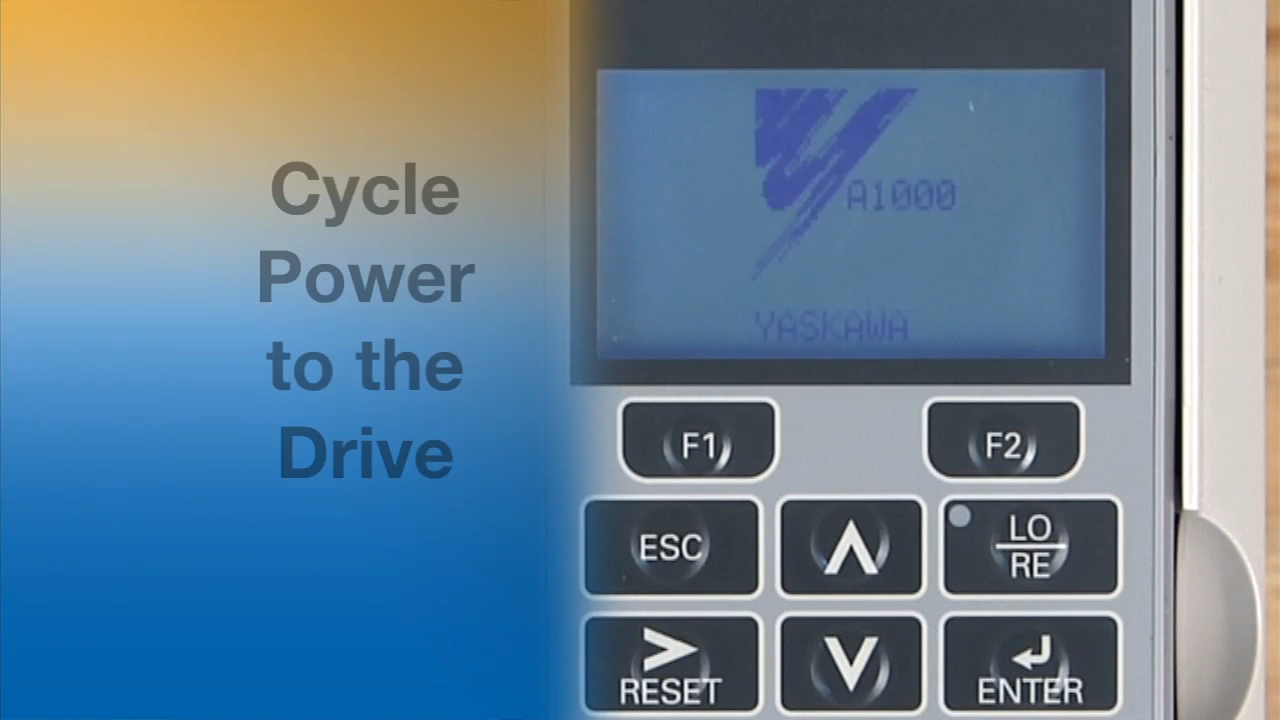 Cycle
Power
to the
Drive
A1000
YASKAWA
F1
F2
ESC
LO
RE
RESET
ENTER